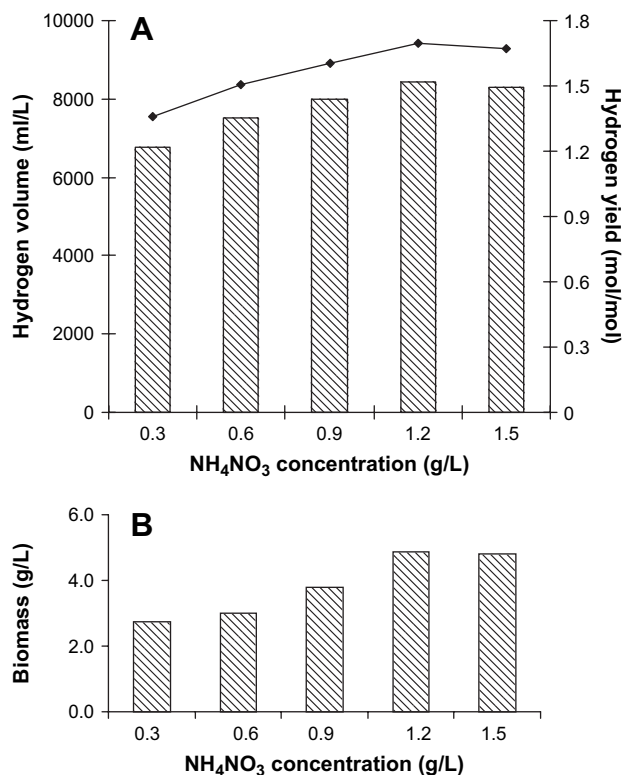 A
10000
8000
6000
4000
2000
0
Hydrogen volume (ml/L)
1.8
1.5
1.2
0.9
0.6
0.3
0
Hydrogen yield
(mol/mol)
0.3 0.6 0.9 1.2 1.5
NH₄NO₃ concentration (g/L)
B
6.0
4.0
2.0
0.0
Biomass (g/L)
0.3 0.6 0.9 1.2 1.5
NH₄NO₃ concentration (g/L)